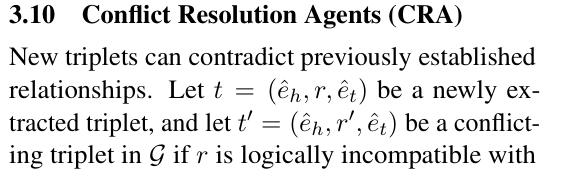 3.10 Conflict Resolution Agents (CRA)
New triplets can contradict previously established
relationships. Let t = (ê_h, r, ê_t) be a newly ex-
tracted triplet, and let t′ = (ê_h, r′, ê_t) be a conflict-
ing triplet in 𝒢 if r is logically incompatible with